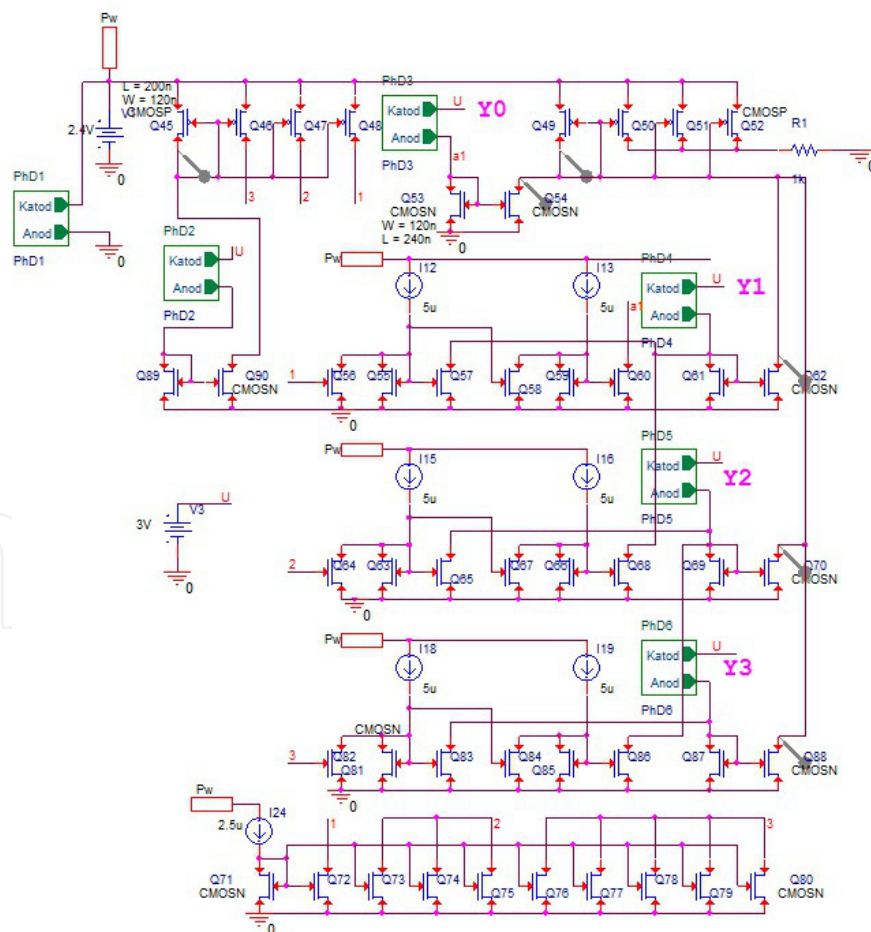 Pw
L = 200n
W = 120n
CMOSP
V1
2.4V
0
Q45
Q46
Q47
Q48
3
2
1
PhD3
Katod
Anod
PhD3
U
Y0
a1
Q49
Q50
Q51
CMOSP
Q52
R1
1k
0
PhD1
Katod
Anod
PhD1
0
Q53
CMOSN
W = 120n
L = 240n
0
Q54
CMOSN
PhD2
Katod
Anod
PhD2
U
Pw
I12
5u
I13
5u
a1
PhD4
Katod
Anod
PhD4
U
Y1
Q89
Q90
CMOSN
1
Q56
Q55
Q57
Q58
Q59
Q60
Q61
Q62
CMOSN
0
Pw
I15
5u
I16
5u
PhD5
Katod
Anod
PhD5
U
Y2
U
V3
3V
0
2
Q64
Q63
Q65
Q67
Q66
Q68
Q69
Q70
CMOSN
0
Pw
I18
5u
I19
5u
PhD6
Katod
Anod
PhD6
U
Y3
CMOSN
3
Q82
Q81
Q83
Q84
Q85
Q86
Q87
Q88
CMOSN
0
Pw
I24
2.5u
1
2
3
Q71
CMOSN
Q72
Q73
Q74
Q75
Q76
Q77
Q78
Q79
Q80
CMOSN
0